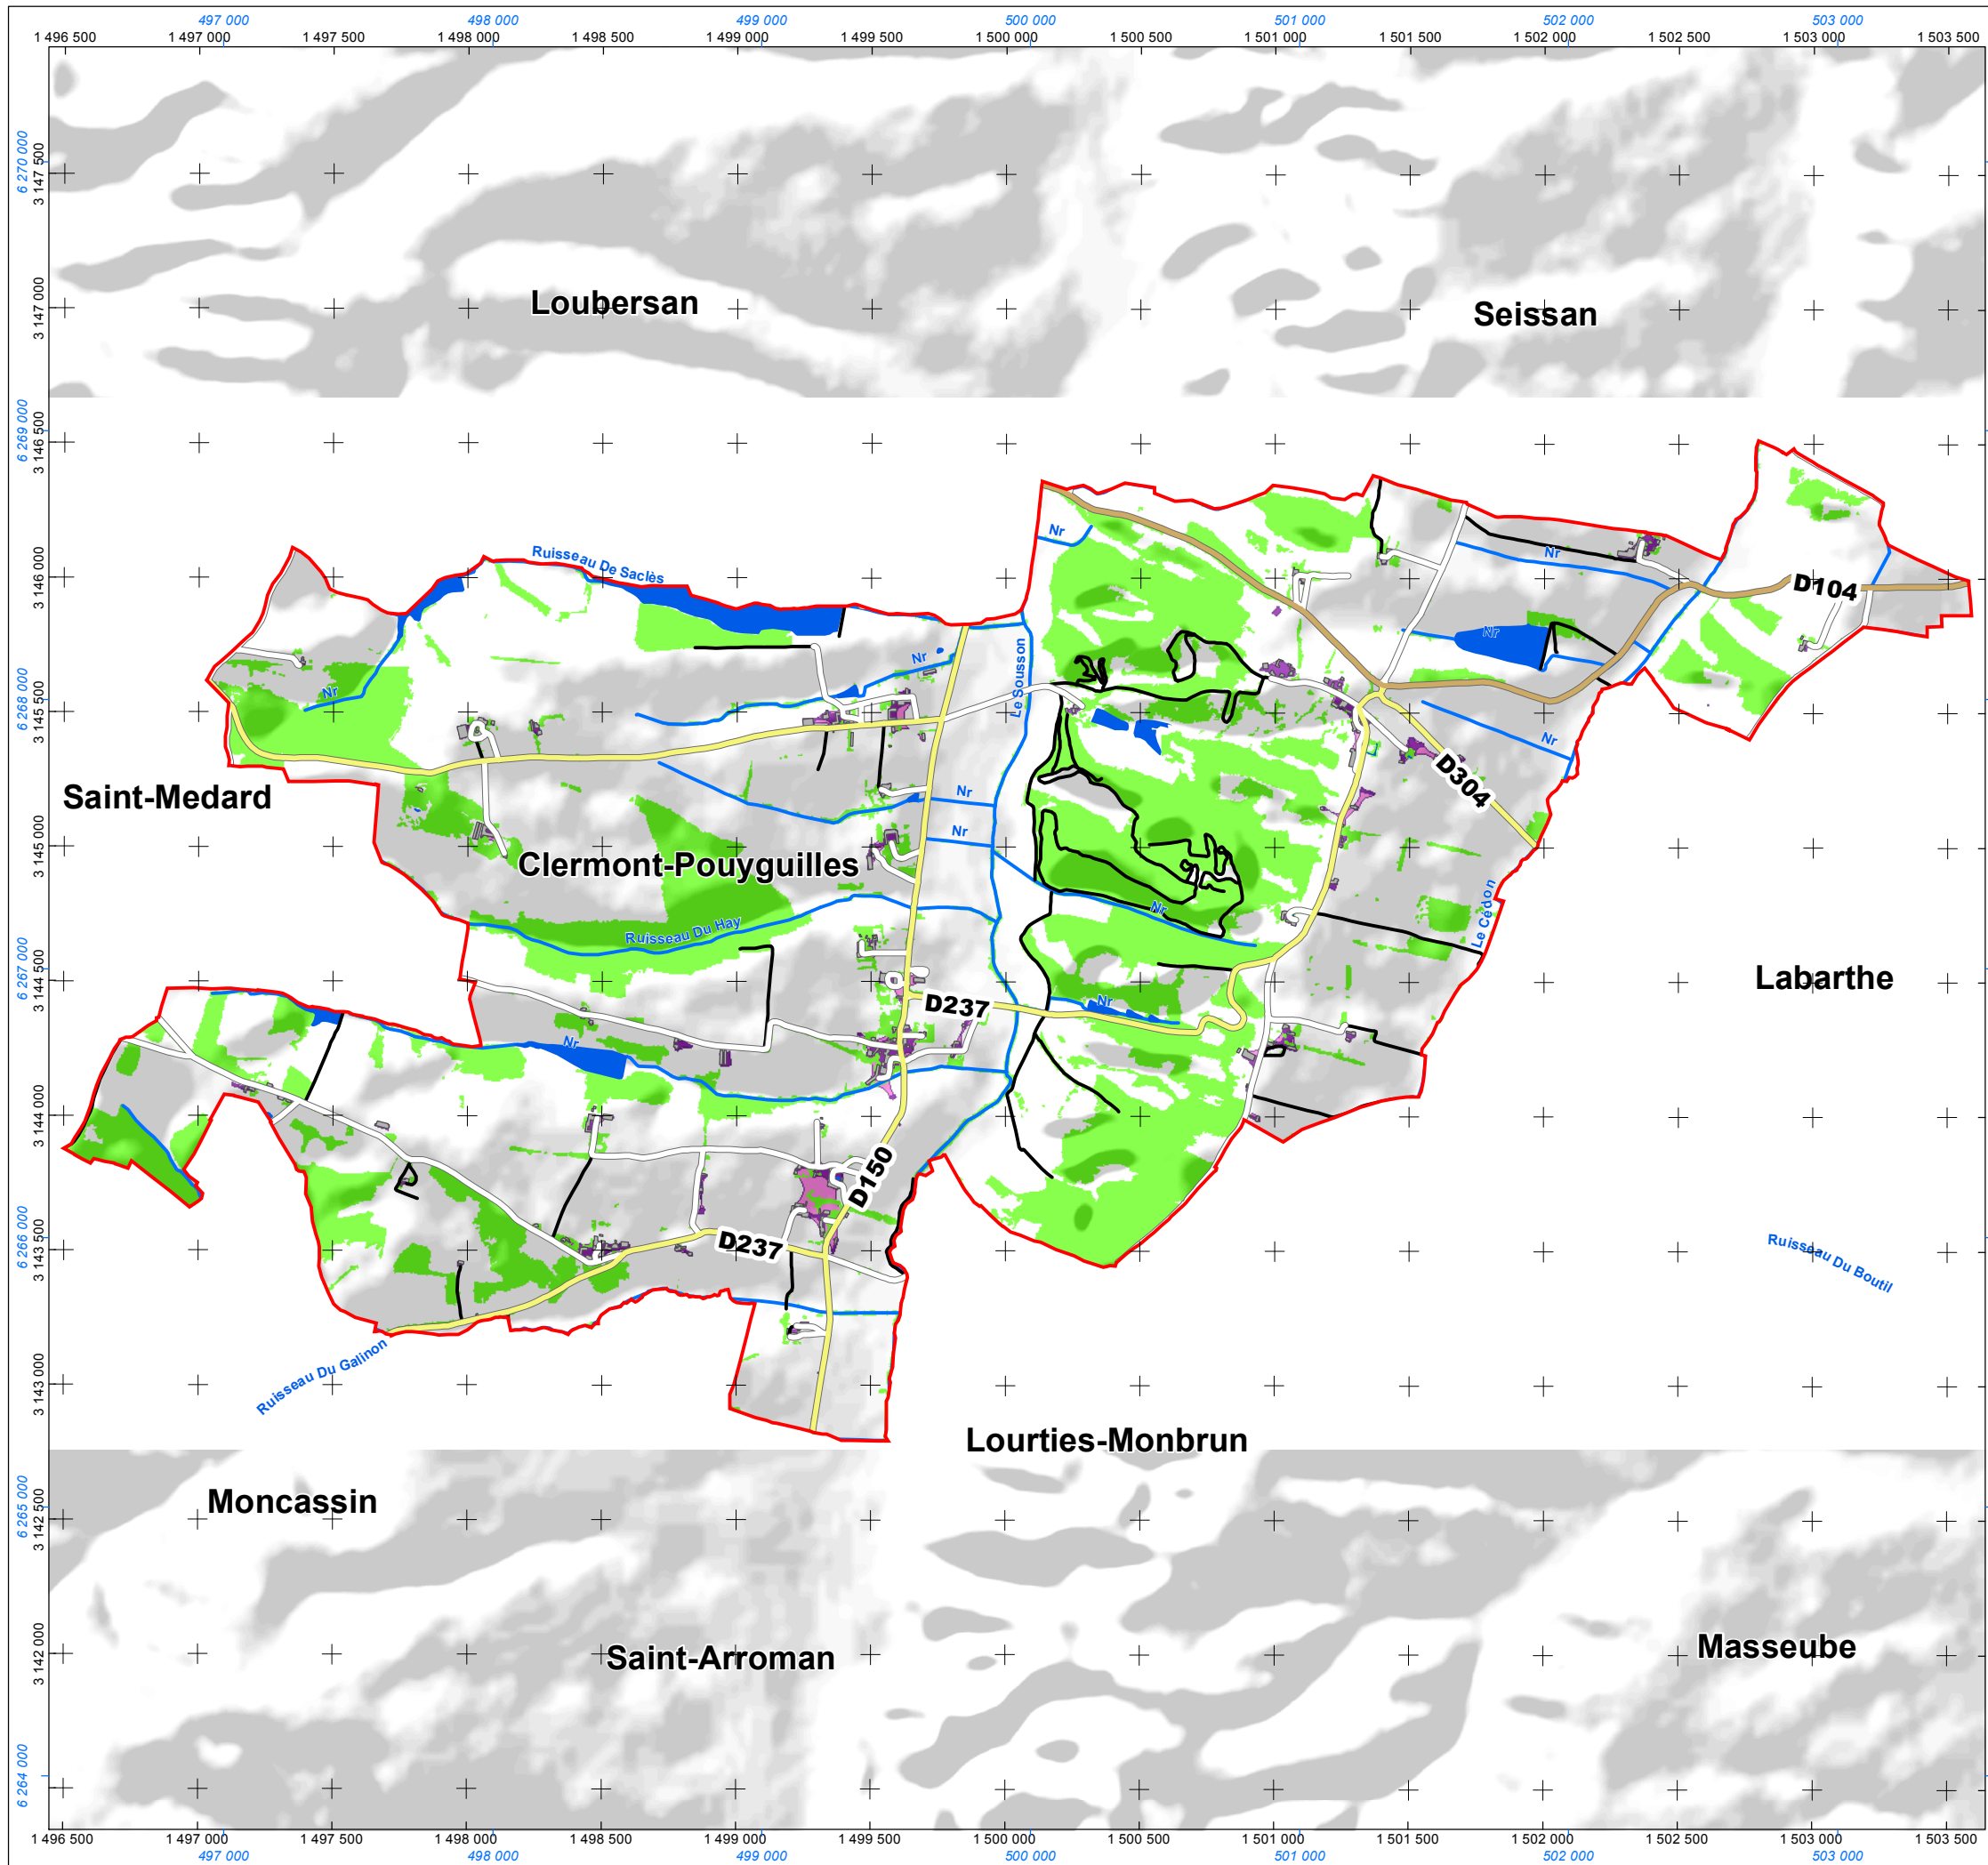 497 000 498 000 499 000 500 000 501 000 502 000 503 000
1 496 500 1 497 000 1 497 500 1 498 000 1 498 500 1 499 000 1 499 500 1 500 000 1 500 500 1 501 000 1 501 500 1 502 000 1 502 500 1 503 000 1 503 500
6 270 000
3 147 500
Loubersan
Seissan
3 147 000
6 269 000
3 146 500
Nr
Ruisseau De Saclès
Nr
3 146 000
D104
Nr
Nr
Le Sousson
Nr
6 268 000
3 145 500
Nr
D304
Saint-Medard
Nr
Nr
3 145 000
Clermont-Pouyguilles
Nr
Le Cédon
Ruisseau Du Hay
6 267 000
3 144 500
Labarthe
D237
Nr
Nr
3 144 000
D150
6 266 000
3 143 500
D237
Ruisseau Du Boutil
Ruisseau Du Galinon
3 143 000
Lourties-Monbrun
6 265 000
3 142 500
Moncassin
3 142 000
Saint-Arroman
Masseube
6 264 000
1 496 500 1 497 000 1 497 500 1 498 000 1 498 500 1 499 000 1 499 500 1 500 000 1 500 500 1 501 000 1 501 500 1 502 000 1 502 500 1 503 000 1 503 500
497 000 498 000 499 000 500 000 501 000 502 000 503 000